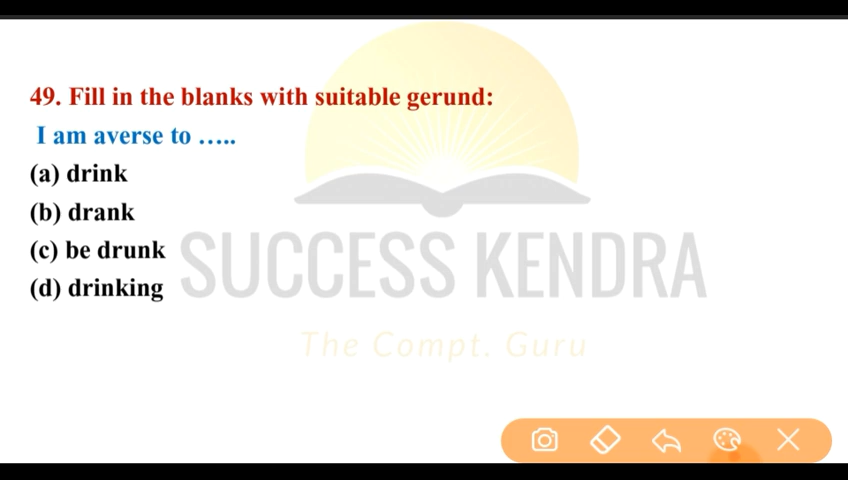 49. Fill in the blanks with suitable gerund:
I am averse to .....
(a) drink
(b) drank
(c) be drunk
(d) drinking
SUCCESS KENDRA
The Compt. Guru